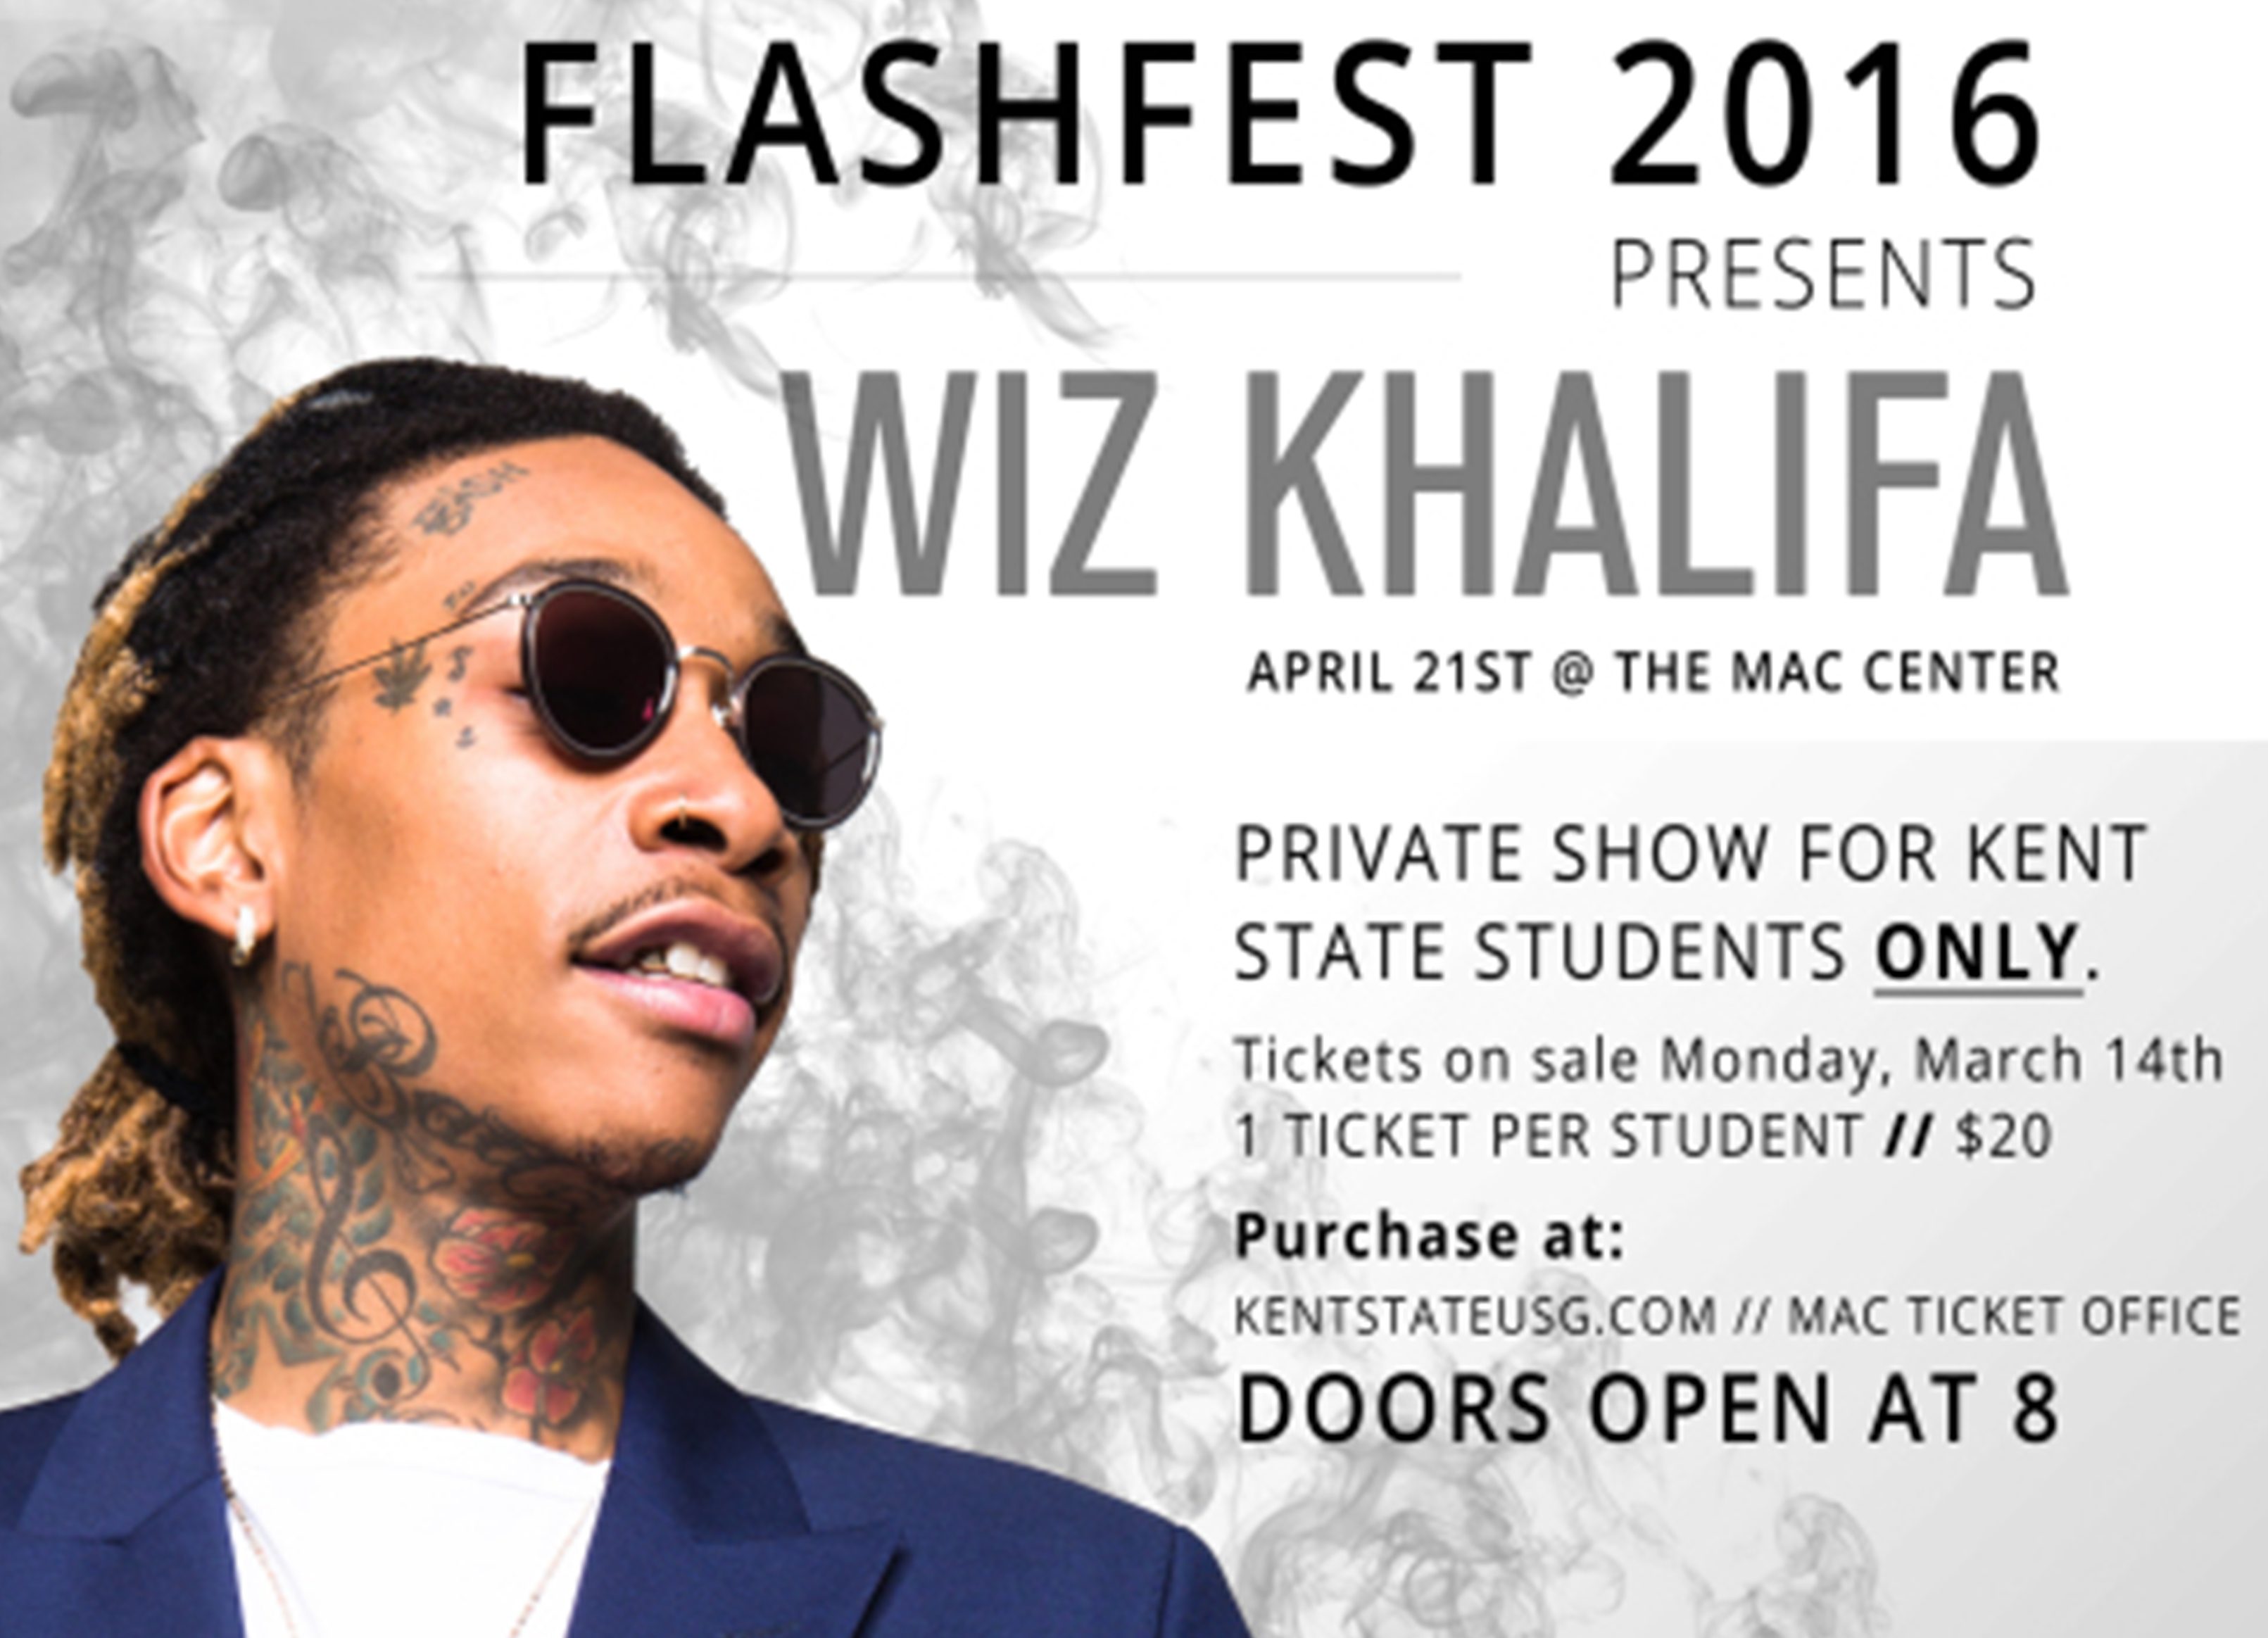 FLASHFEST 2016
PRESENTS
WIZ KHALIFA
APRIL 21ST @ THE MAC CENTER
PRIVATE SHOW FOR KENT
STATE STUDENTS ONLY.
Tickets on sale Monday, March 14th
1 TICKET PER STUDENT // $20
Purchase at:
KENTSTATEUSG.COM // MAC TICKET OFFICE
DOORS OPEN AT 8